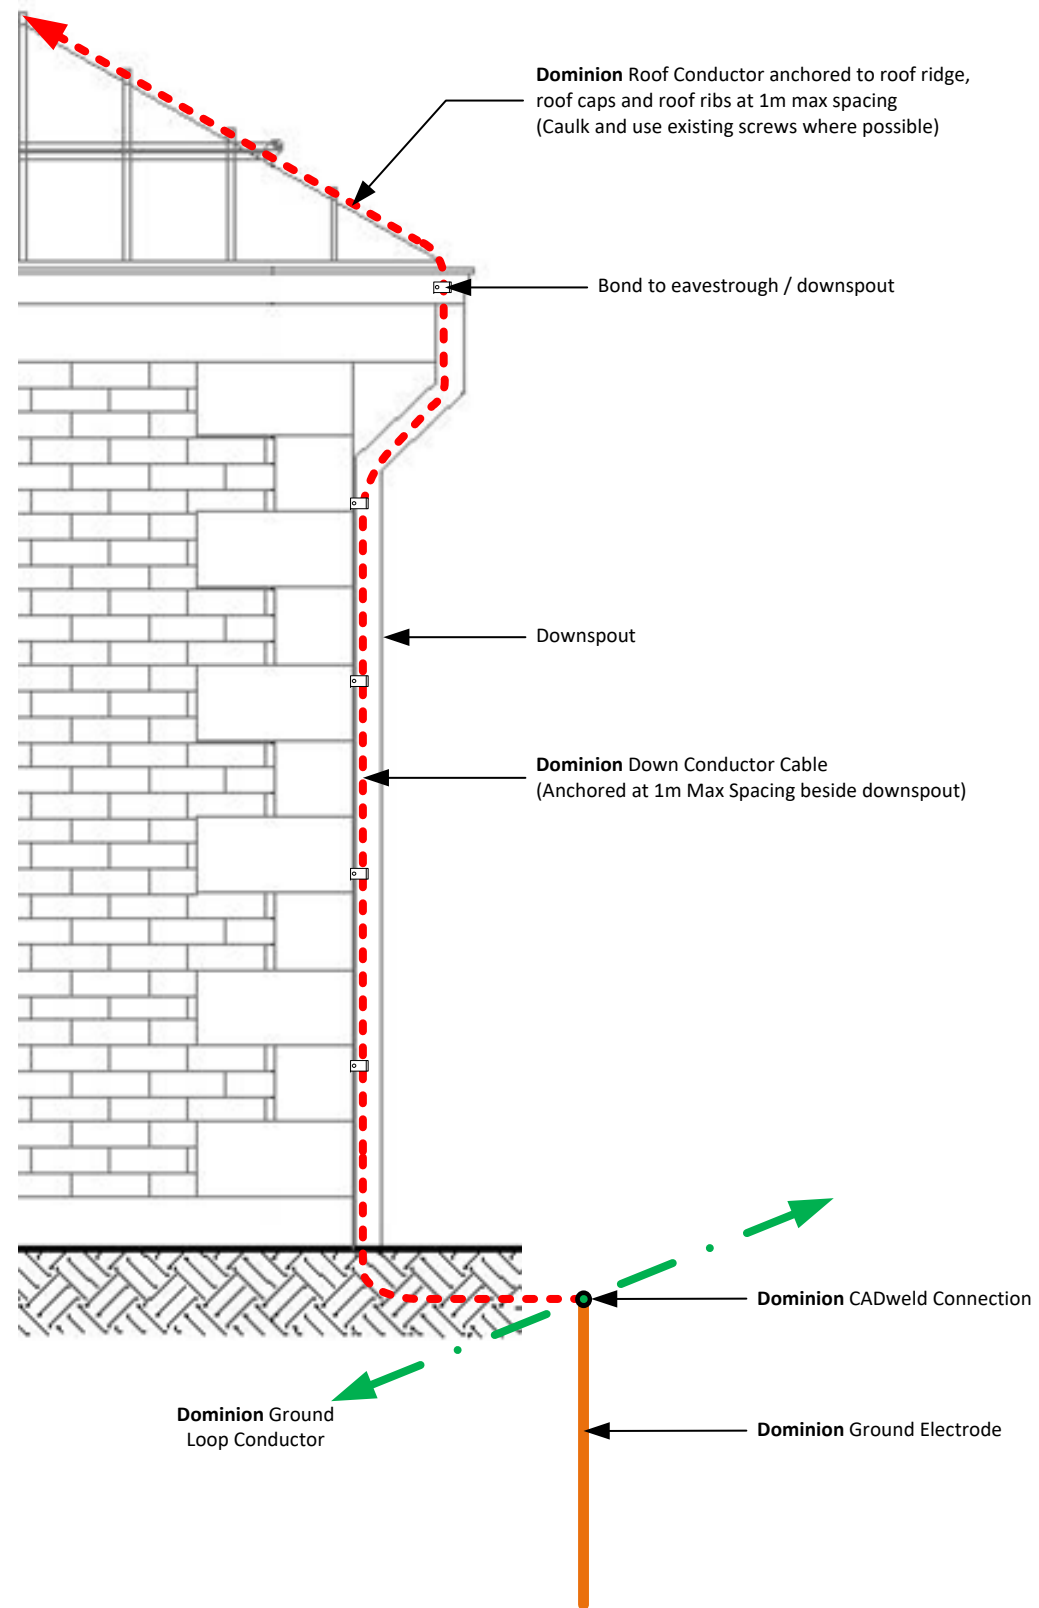 Dominion Roof Conductor anchored to roof ridge,
roof caps and roof ribs at 1m max spacing
(Caulk and use existing screws where possible)
Bond to eavestrough / downspout
Downspout
Dominion Down Conductor Cable
(Anchored at 1m Max Spacing beside downspout)
Dominion CADweld Connection
Dominion Ground
Loop Conductor
Dominion Ground Electrode